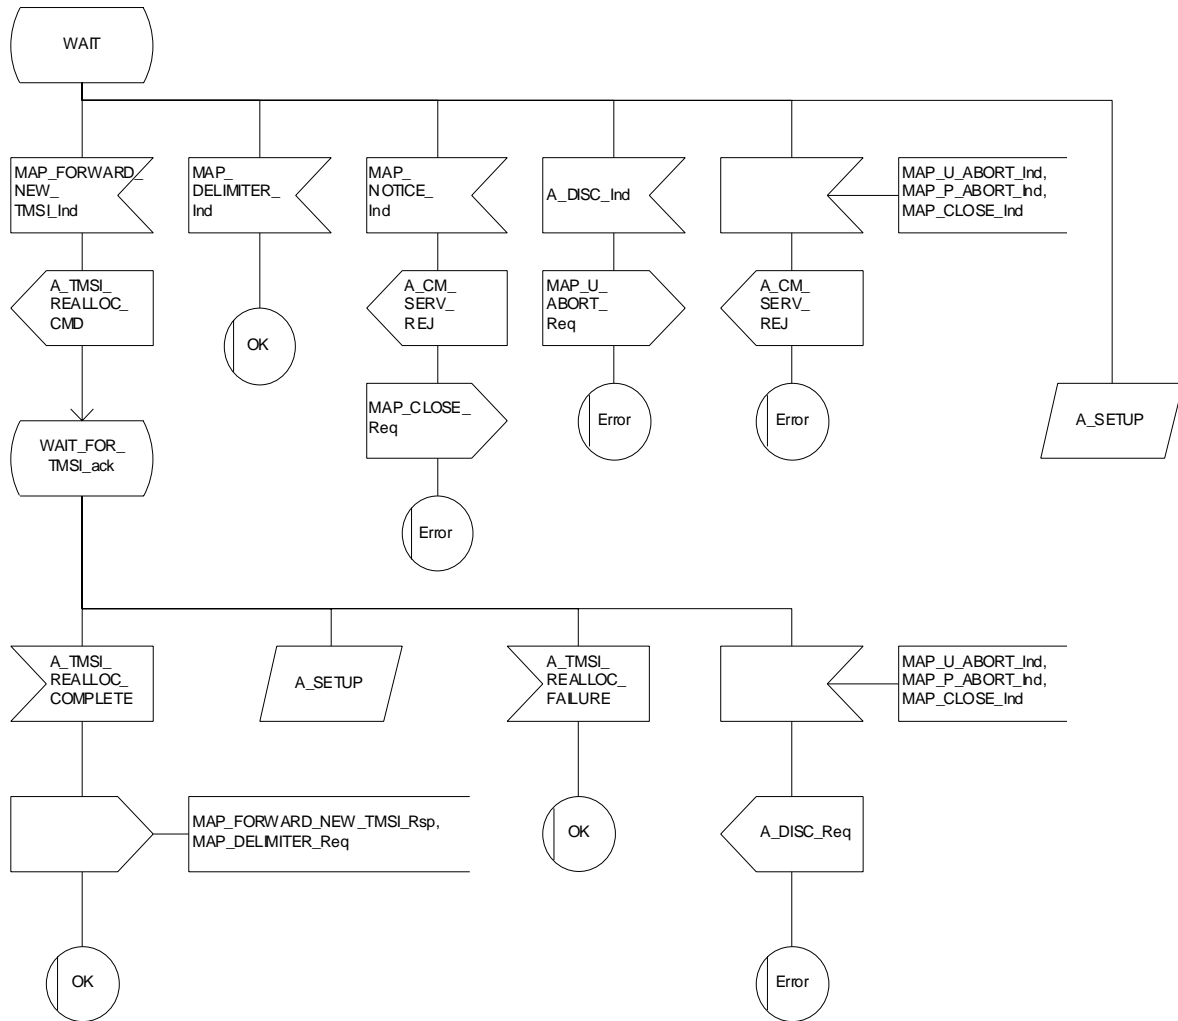 WAIT
MAP_FORWARD_
NEW_
TMSI_Ind
MAP_
DELIMITER_
Ind
MAP_
NOTICE_
Ind
A_DISC_Ind
MAP_U_ABORT_Ind,
MAP_P_ABORT_Ind,
MAP_CLOSE_Ind
A_TMSI_
REALLOC_
CMD
OK
A_CM_
SERV_
REJ
MAP_U_
ABORT_
Req
A_CM_
SERV_
REJ
MAP_CLOSE_
Req
Error
Error
A_SETUP
WAIT_FOR_
TMSI_ack
Error
A_TMSI_
REALLOC_
COMPLETE
A_SETUP
A_TMSI_
REALLOC_
FAILURE
MAP_U_ABORT_Ind,
MAP_P_ABORT_Ind,
MAP_CLOSE_Ind
MAP_FORWARD_NEW_TMSI_Rsp,
MAP_DELIMITER_Req
OK
A_DISC_Req
OK
Error